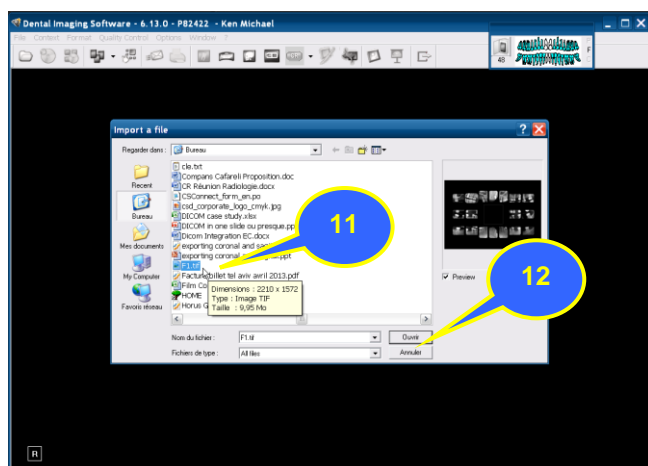 Dental Imaging Software - 6.13.0 - P82422 - Ken Michael
File Context Format Quality Control Options Window ?
48
F
Import a file
Regarder dans :
Bureau
Recent
Bureau
Mes documents
My Computer
Favoris réseau
cle.txt
Compans Cafareli Proposition.doc
CR Réunion Radiologie.docx
CSConnect_form_en.po
csd_corporate_logo_cmyk.jpg
DICOM case study.xlsx
DICOM in one slide ou presque.pp
Dicom Integration EC.docx
exporting coronal and
F1.tif
Facture billet tel aviv avril 2013.pdf
Film Co
HOME
Horus G
Dimensions : 2210 x 1572
Type : Image TIF
Taille : 9,95 Mo
11
12
Preview
Nom du fichier :
F1.tif
Ouvrir
Fichiers de type :
All files
Annuler
R